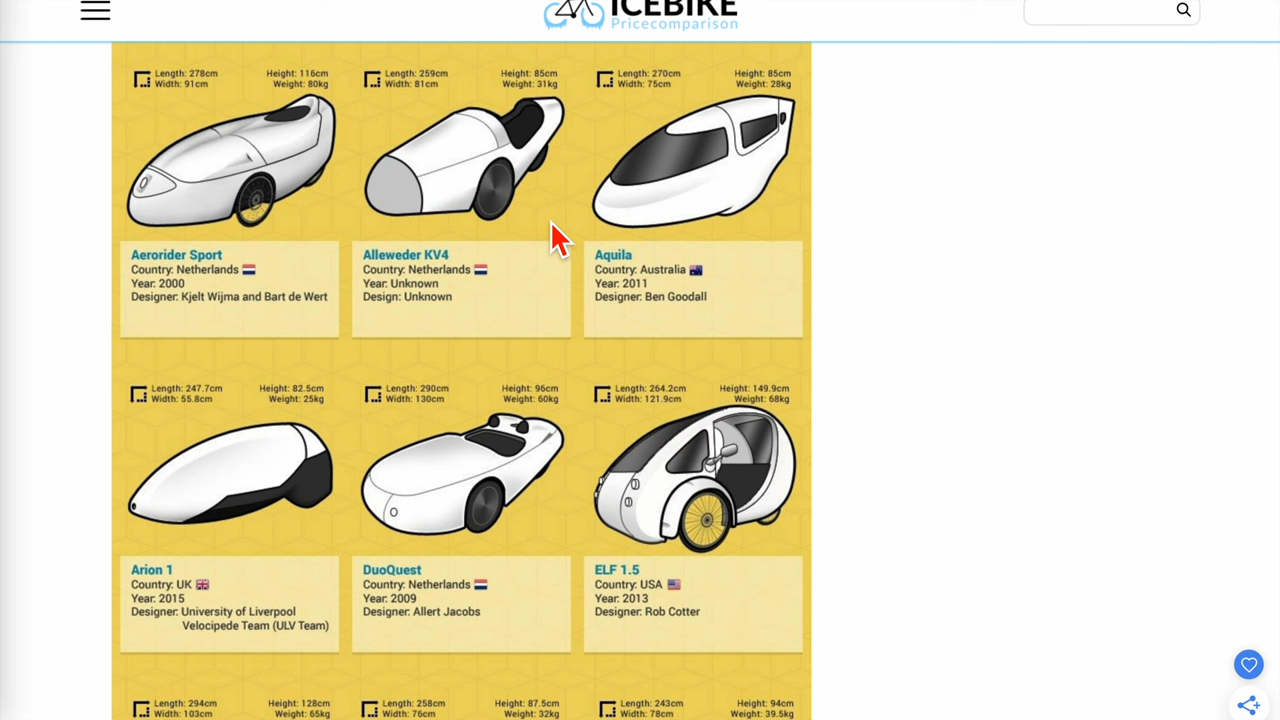 ICEBIKE
Pricecomparison
Length: 278cm Height: 116cm
Width: 91cm Weight: 80kg
Length: 259cm Height: 85cm
Width: 81cm Weight: 31kg
Length: 270cm Height: 85cm
Width: 75cm Weight: 28kg
Aerorider Sport
Country: Netherlands
Year: 2000
Designer: Kjelt Wijma and Bart de Wert
Alleweder KV4
Country: Netherlands
Year: Unknown
Design: Unknown
Aquila
Country: Australia
Year: 2011
Designer: Ben Goodall
Length: 247.7cm Height: 82.5cm
Width: 55.8cm Weight: 25kg
Length: 290cm Height: 96cm
Width: 130cm Weight: 60kg
Length: 264.2cm Height: 149.9cm
Width: 121.9cm Weight: 68kg
Arion 1
Country: UK
Year: 2015
Designer: University of Liverpool
Velocipede Team (ULV Team)
DuoQuest
Country: Netherlands
Year: 2009
Designer: Allert Jacobs
ELF 1.5
Country: USA
Year: 2013
Designer: Rob Cotter
Length: 294cm Height: 128cm
Width: 103cm Weight: 65kg
Length: 258cm Height: 87.5cm
Width: 76cm Weight: 32kg
Length: 243cm Height: 94cm
Width: 78cm Weight: 39.5kg